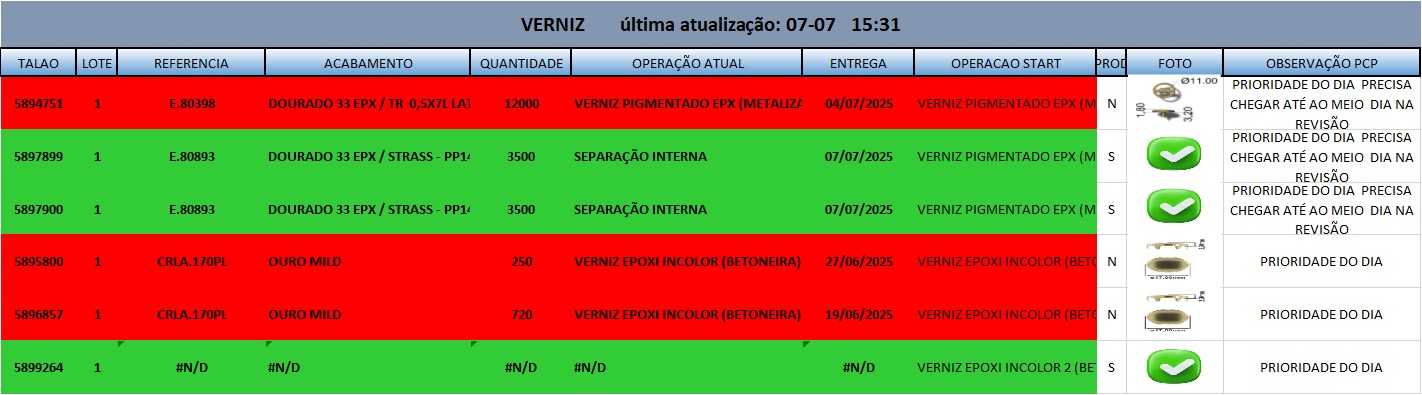 VERNIZ última atualização: 07-07 15:31
TALAO LOTE REFERENCIA ACABAMENTO QUANTIDADE OPERAÇÃO ATUAL ENTREGA OPERACAO START PROD FOTO OBSERVAÇÃO PCP
5894751 1 E.80398 DOURADO 33 EPX / TR 0,5X7L LAT 12000 VERNIZ PIGMENTADO EPX (METALIZA 04/07/2025 VERNIZ PIGMENTADO EPX (M N Ø11.00 1,80 3,20 PRIORIDADE DO DIA PRECISA
CHEGAR ATÉ AO MEIO DIA NA
REVISÃO
5897899 1 E.80893 DOURADO 33 EPX / STRASS - PP14 3500 SEPARAÇÃO INTERNA 07/07/2025 VERNIZ PIGMENTADO EPX (M S PRIORIDADE DO DIA PRECISA
CHEGAR ATÉ AO MEIO DIA NA
REVISÃO
5897900 1 E.80893 DOURADO 33 EPX / STRASS - PP14 3500 SEPARAÇÃO INTERNA 07/07/2025 VERNIZ PIGMENTADO EPX (M S PRIORIDADE DO DIA PRECISA
CHEGAR ATÉ AO MEIO DIA NA
REVISÃO
5895800 1 CRLA.170PL OURO MILD 250 VERNIZ EPOXI INCOLOR (BETONEIRA) 27/06/2025 VERNIZ EPOXI INCOLOR (BETO N PRIORIDADE DO DIA
5896857 1 CRLA.170PL OURO MILD 720 VERNIZ EPOXI INCOLOR (BETONEIRA) 19/06/2025 VERNIZ EPOXI INCOLOR (BETO N PRIORIDADE DO DIA
5899264 1 #N/D #N/D #N/D #N/D #N/D VERNIZ EPOXI INCOLOR 2 (BET S PRIORIDADE DO DIA